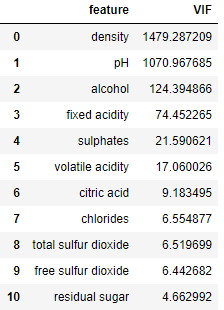 feature VIF
0 density 1479.287209
1 pH 1070.967685
2 alcohol 124.394866
3 fixed acidity 74.452265
4 sulphates 21.590621
5 volatile acidity 17.060026
6 citric acid 9.183495
7 chlorides 6.554877
8 total sulfur dioxide 6.519699
9 free sulfur dioxide 6.442682
10 residual sugar 4.662992